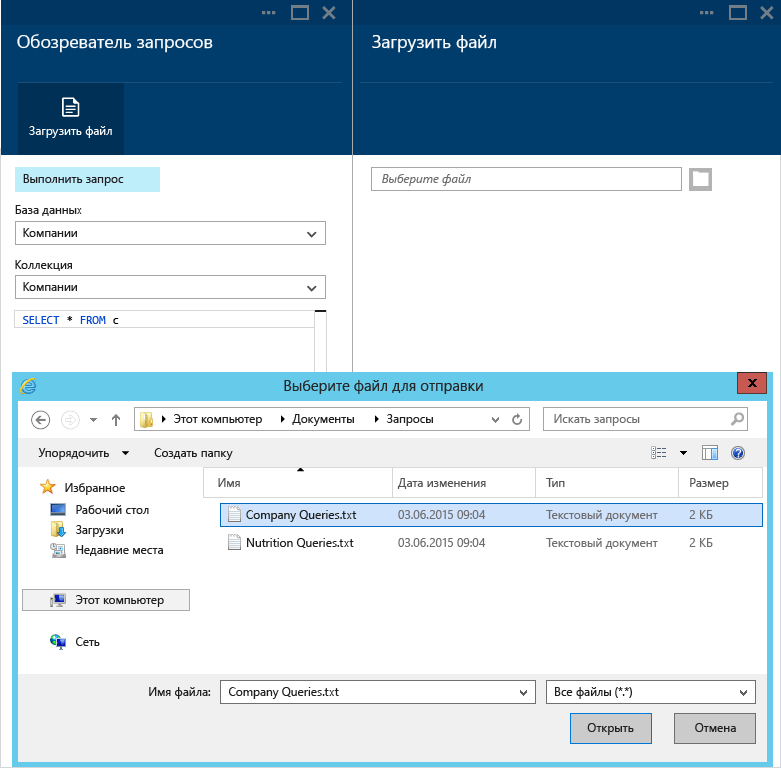 Обозреватель запросов
Загрузить файл
Загрузить файл
Выполнить запрос
Выберите файл
База данных
Компании
Коллекция
Компании
SELECT * FROM c
Выберите файл для отправки
Этот компьютер Документы Запросы
Искать запросы
Упорядочить Создать папку
Имя Дата изменения Тип Размер
Избранное
Рабочий стол
Загрузки
Недавние места
Этот компьютер
Сеть
Company Queries.txt 03.06.2015 09:04 Текстовый документ 2 КБ
Nutrition Queries.txt 03.06.2015 09:04 Текстовый документ 2 КБ
Имя файла: Company Queries.txt Все файлы (*.*)
Открыть Отмена